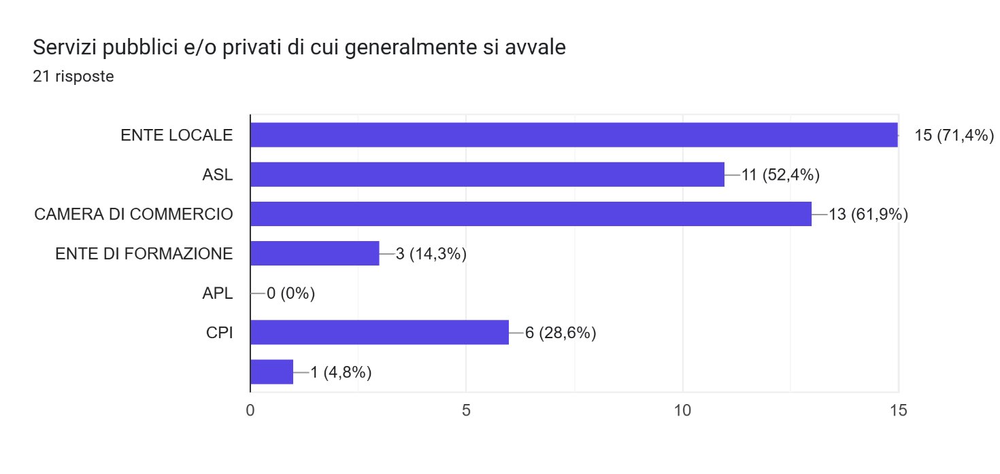 Servizi pubblici e/o privati di cui generalmente si avvale
21 risposte
ENTE LOCALE 15 (71,4%)
ASL 11 (52,4%)
CAMERA DI COMMERCIO 13 (61,9%)
ENTE DI FORMAZIONE 3 (14,3%)
APL 0 (0%)
CPI 6 (28,6%)
1 (4,8%)
0 5 10 15